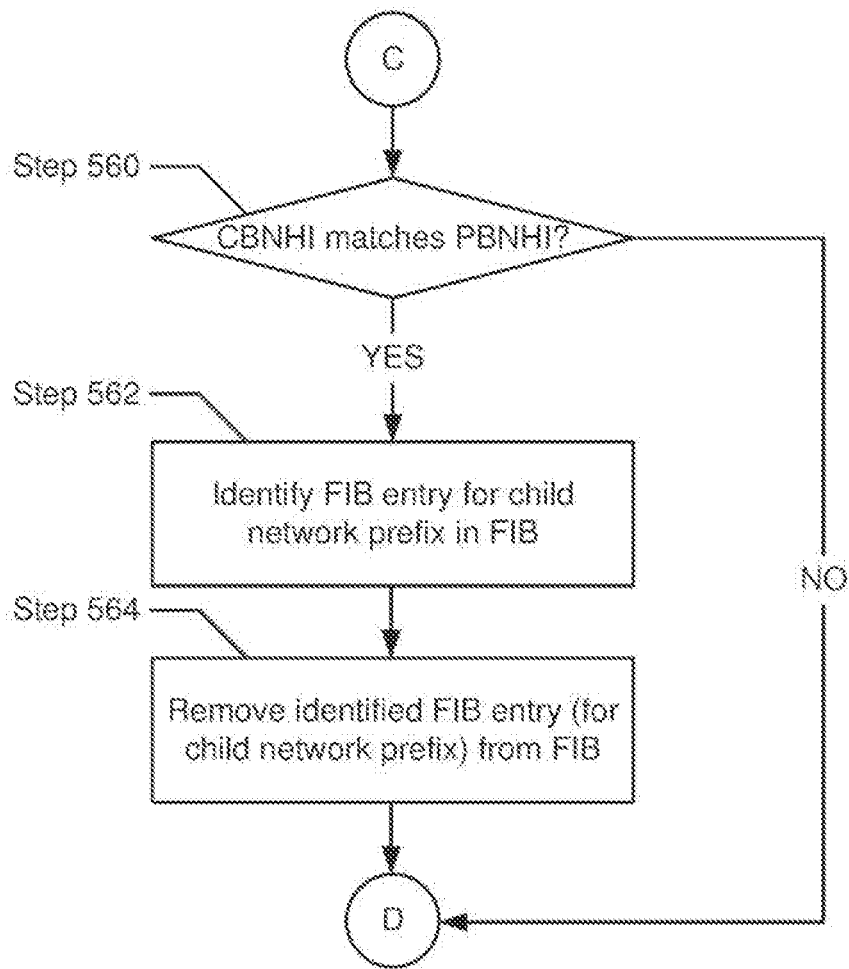 C
Step 560
CBNHI matches PBNHI?
YES
Step 562
Identify FIB entry for child
network prefix in FIB
NO
Step 564
Remove identified FIB entry (for
child network prefix) from FIB
D